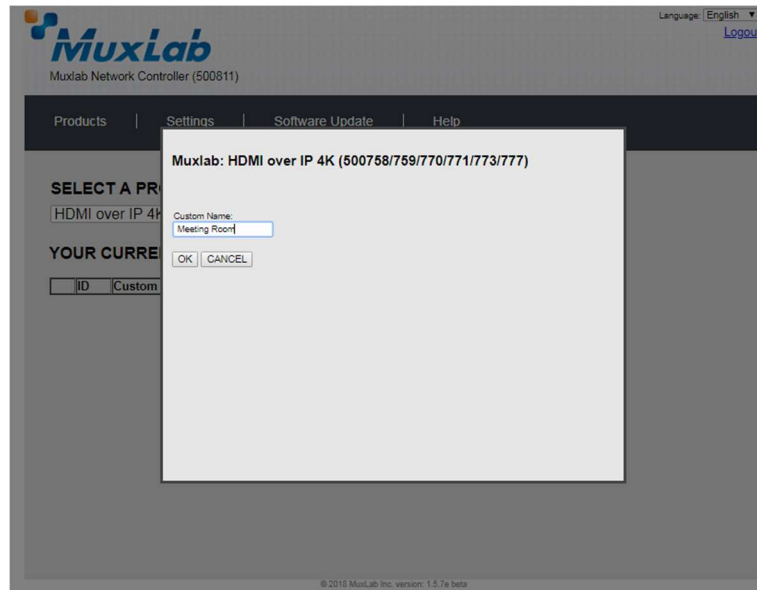 Language: English
Logou
MuxLab
Muxlab Network Controller (500811)
Products | Settings | Software Update | Help
Muxlab: HDMI over IP 4K (500758/759/770/771/773/777)
SELECT A PR
HDMI over IP 4K
Custom Name:
Meeting Room
YOUR CURRE
OK CANCEL
ID Custom
© 2018 MuxLab Inc. version: 1.5.7e beta